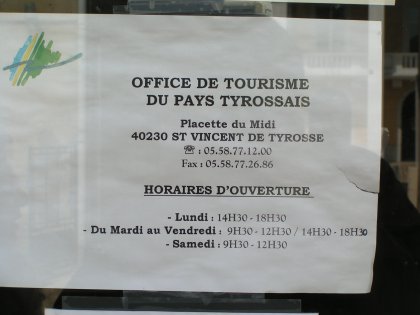 OFFICE DE TOURISME
DU PAYS TYROSSAIS
Placette du Midi
40230 ST VINCENT DE TYROSSE
☏ : 05.58.77.12.00
Fax : 05.58.77.26.86
HORAIRES D'OUVERTURE
- Lundi : 14H30 - 18H30
- Du Mardi au Vendredi : 9H30 - 12H30 / 14H30 - 18H30
- Samedi : 9H30 - 12H30